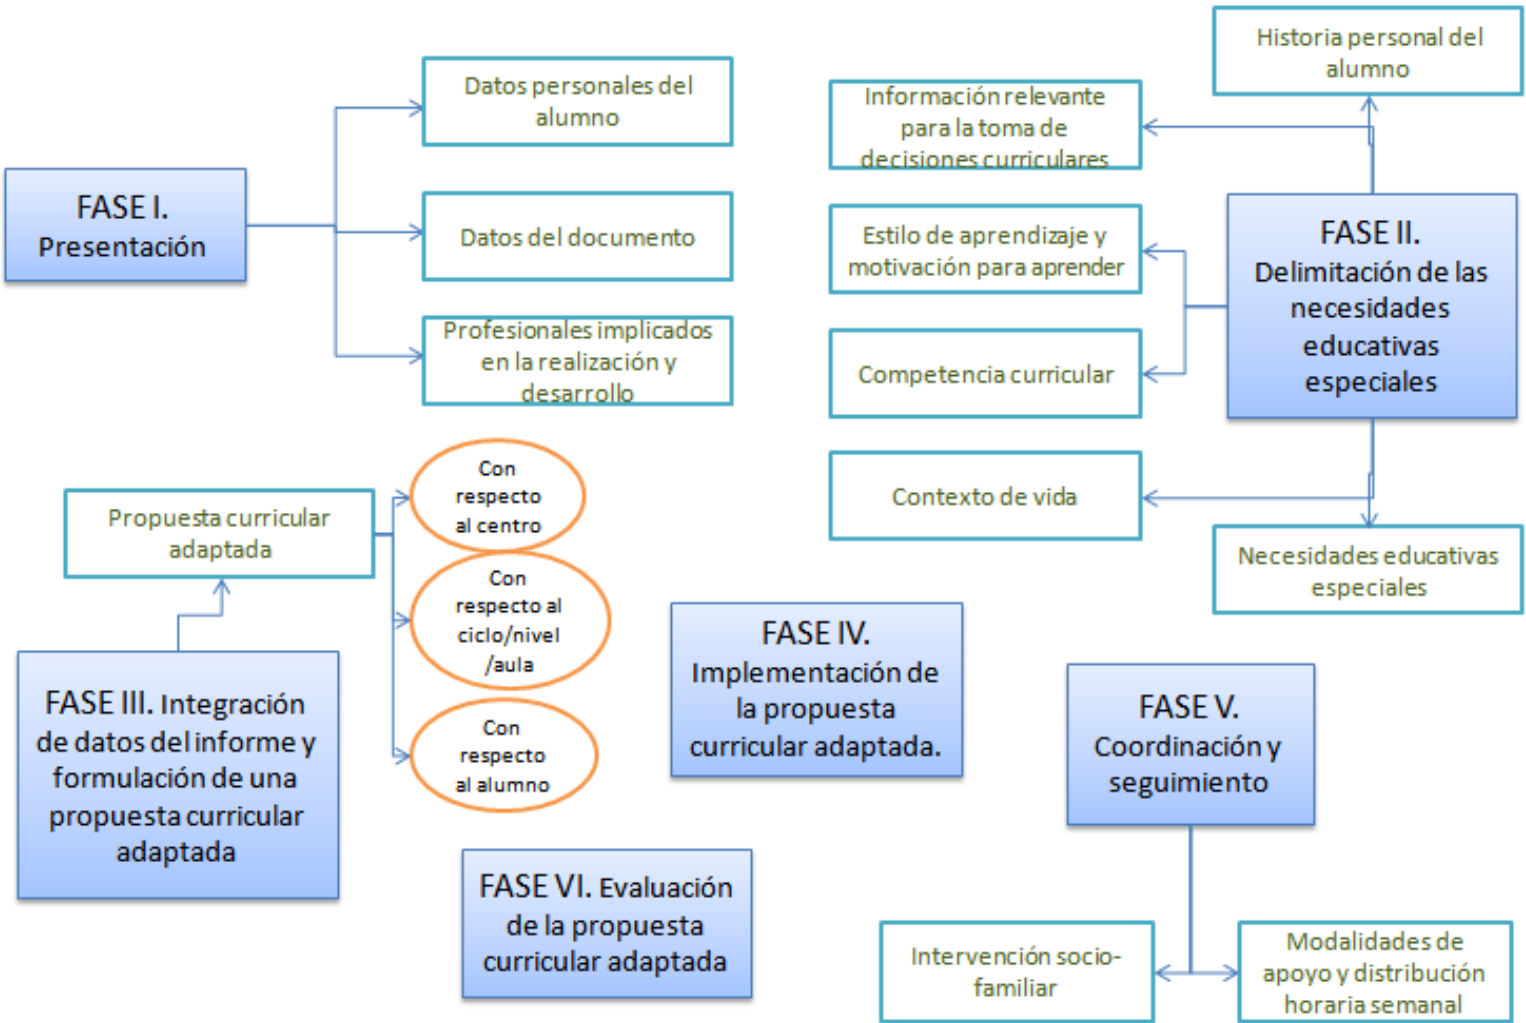 FASE I.
Presentación
Datos personales del
alumno
Datos del documento
Profesionales implicados
en la realización y
desarrollo
FASE II.
Delimitación de las
necesidades
educativas
especiales
Historia personal del
alumno
Información relevante
para la toma de
decisiones curriculares
Estilo de aprendizaje y
motivación para aprender
Competencia curricular
Contexto de vida
Necesidades educativas
especiales
FASE III. Integración
de datos del informe y
formulación de una
propuesta curricular
adaptada
Propuesta curricular
adaptada
Con
respecto
al centro
Con
respecto al
ciclo/nivel
/aula
Con
respecto
al alumno
FASE IV.
Implementación de
la propuesta
curricular adaptada.
FASE V.
Coordinación y
seguimiento
Intervención socio-
familiar
Modalidades de
apoyo y distribución
horaria semanal
FASE VI. Evaluación
de la propuesta
curricular adaptada